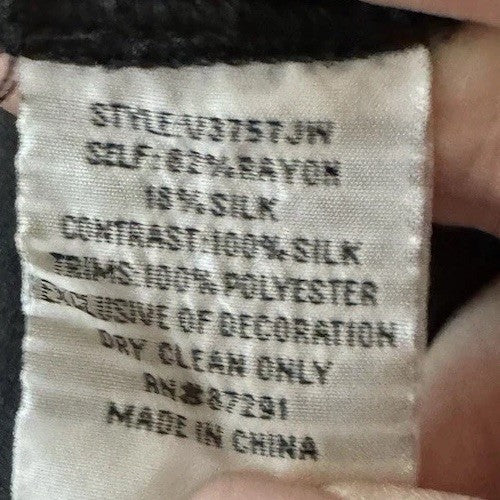 STYLE:U3757JW
SELF:82%RAYON
18%SILK
CONTRAST:100%SILK
TRIMS:100%POLYESTER
EXCLUSIVE OF DECORATION
DRY CLEAN ONLY
RN#87291
MADE IN CHINA